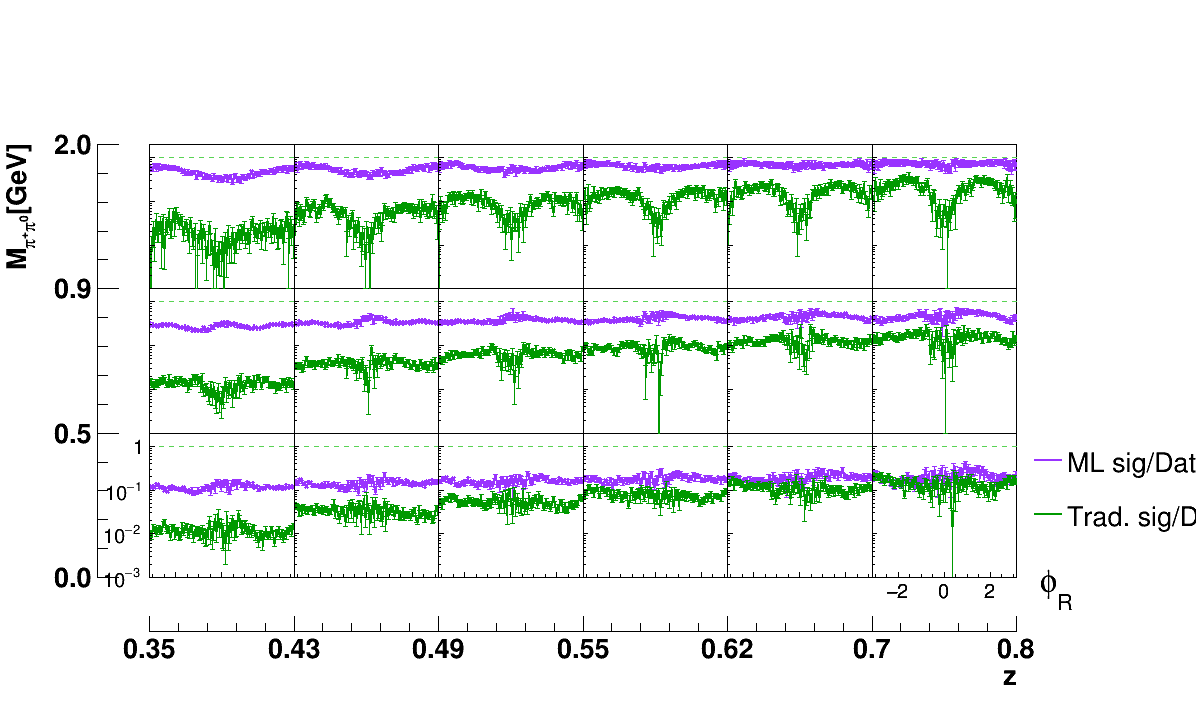 M π⁺π⁰ [GeV]
2.0
0.9
0.5
0.0
1
10⁻¹
10⁻²
10⁻³
ML sig/Dat
Trad. sig/D
−2 0 2
ϕ_R
0.35 0.43 0.49 0.55 0.62 0.7 0.8
z